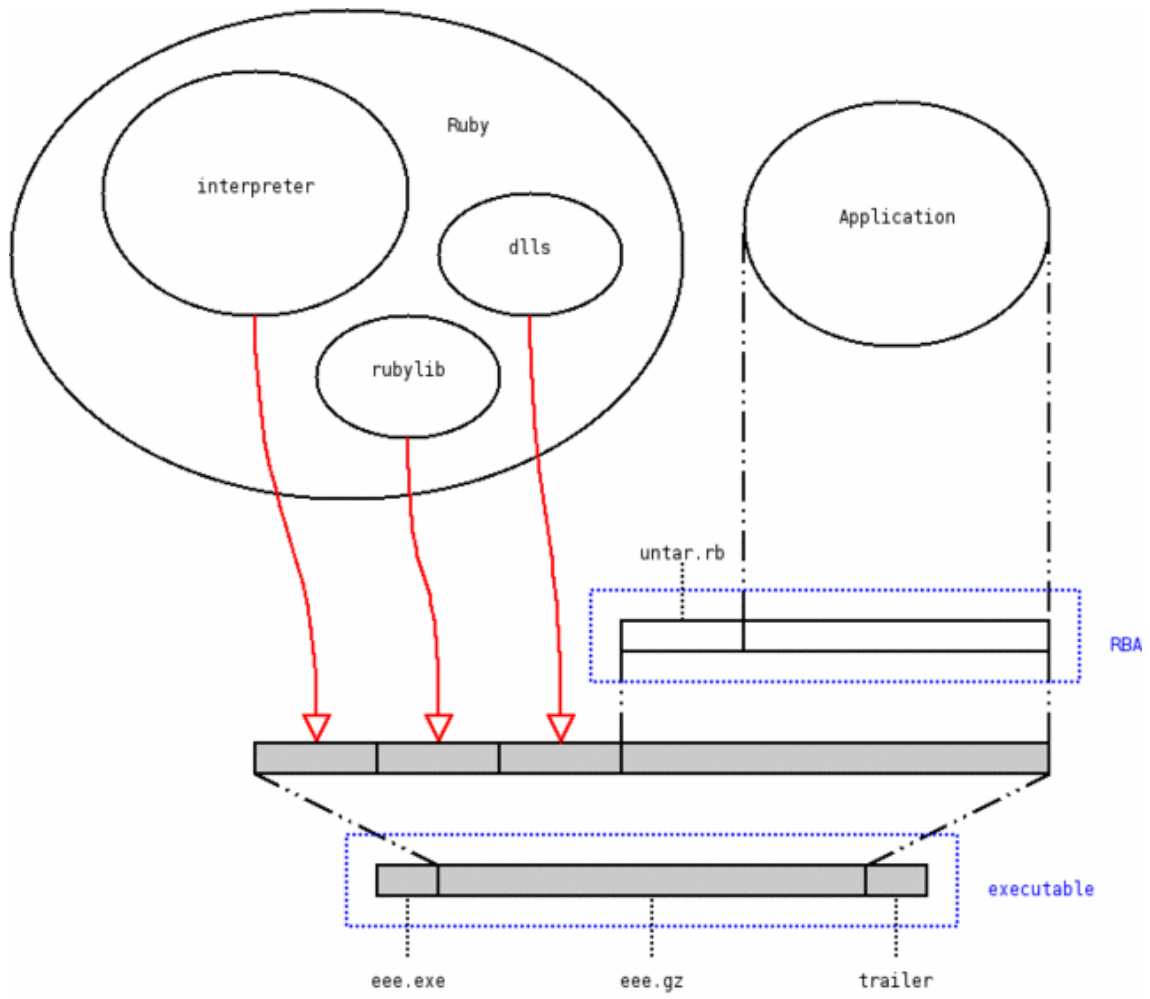 Ruby
interpreter
Application
dlls
rubylib
untar.rb
RBA
executable
eee.exe
eee.gz
trailer